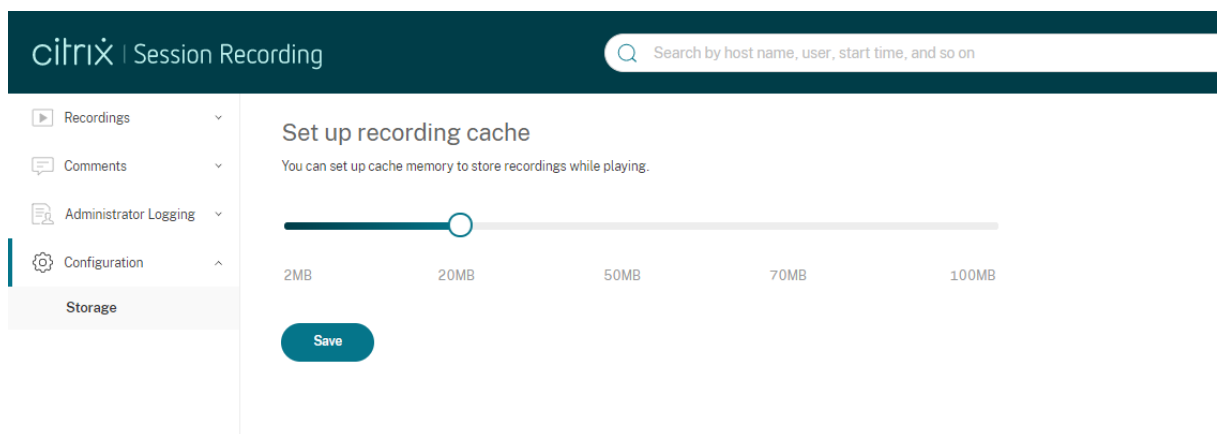 citrix | Session Recording
Search by host name, user, start time, and so on
Recordings
Comments
Administrator Logging
Configuration
Storage
Set up recording cache
You can set up cache memory to store recordings while playing.
2MB 20MB 50MB 70MB 100MB
Save